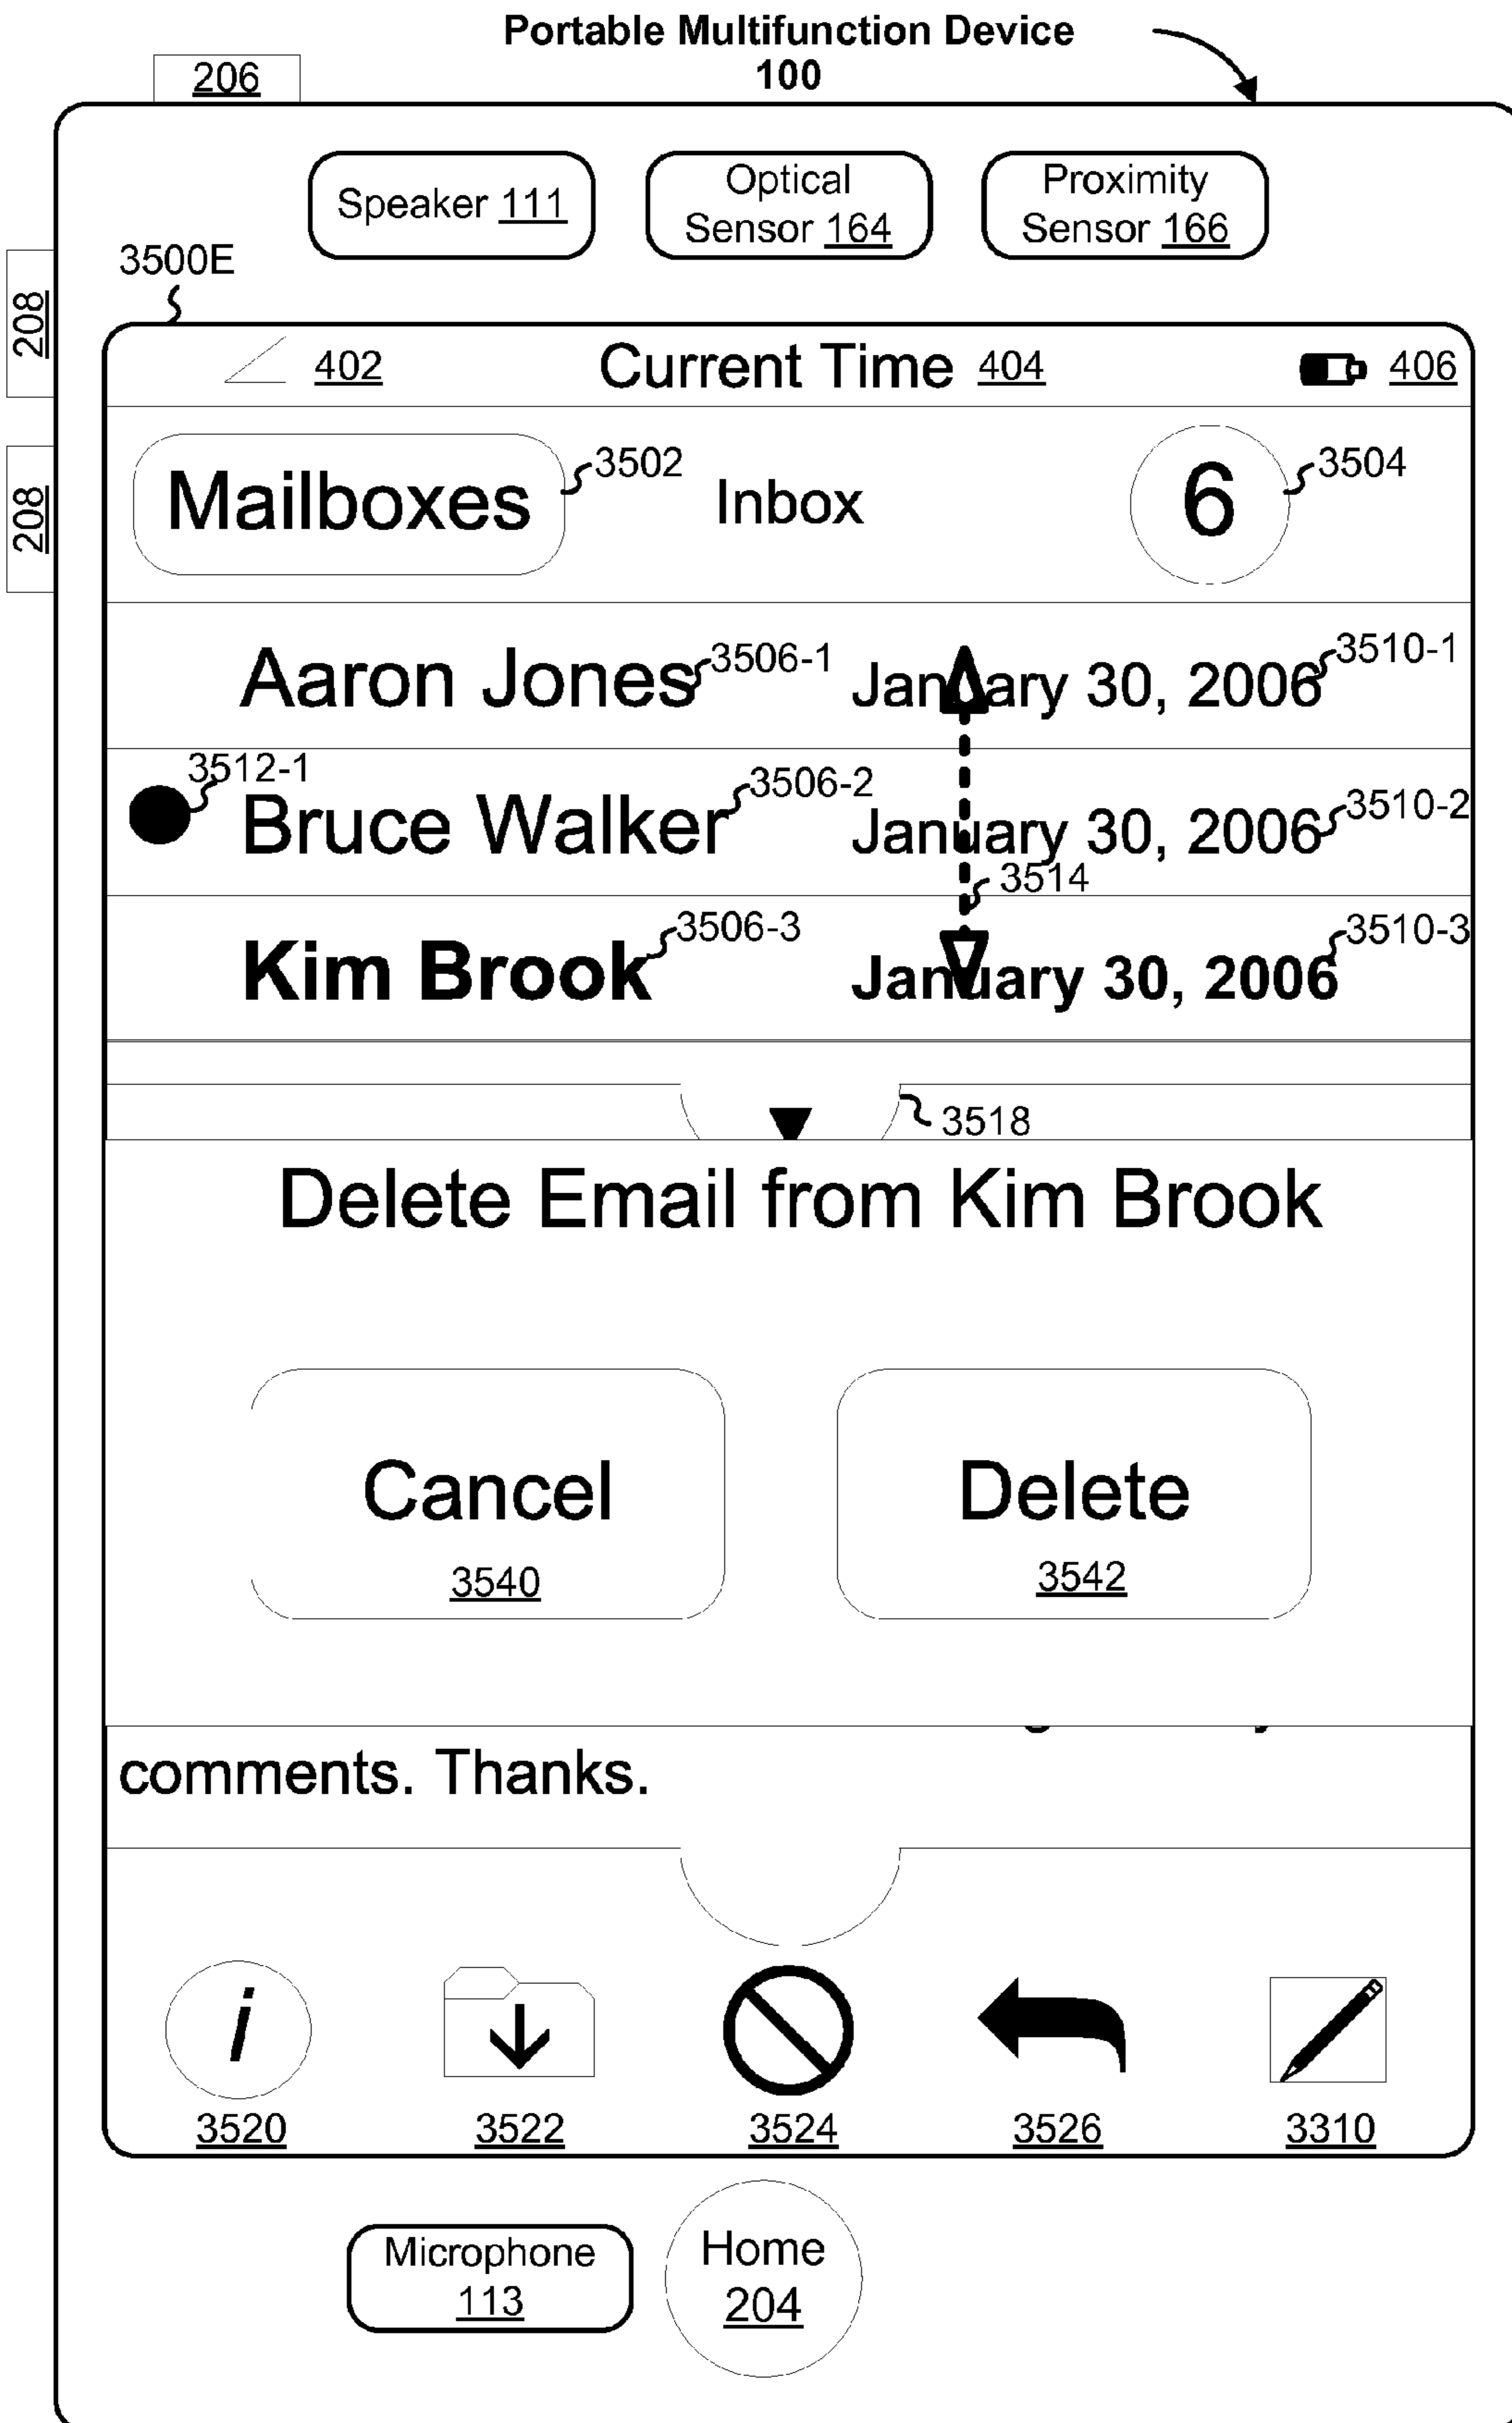 Portable Multifunction Device
100
206
Speaker 111
Optical
Sensor 164
Proximity
Sensor 166
3500E
208
208
402
Current Time 404
406
Mailboxes
3502
Inbox
6
3504
Aaron Jones
3506-1
January 30, 2006
3510-1
3512-1
Bruce Walker
3506-2
January 30, 2006
3510-2
3514
Kim Brook
3506-3
January 30, 2006
3510-3
3518
Delete Email from Kim Brook
Cancel
3540
Delete
3542
comments. Thanks.
i
3520
3522
3524
3526
3310
Microphone
113
Home
204